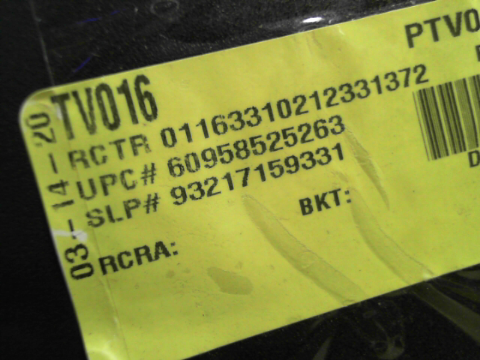 PTV0
TV016
RCTR 01163310212331372
UPC# 60958525263
SLP# 93217159331
BKT:
RCRA:
03-14-20